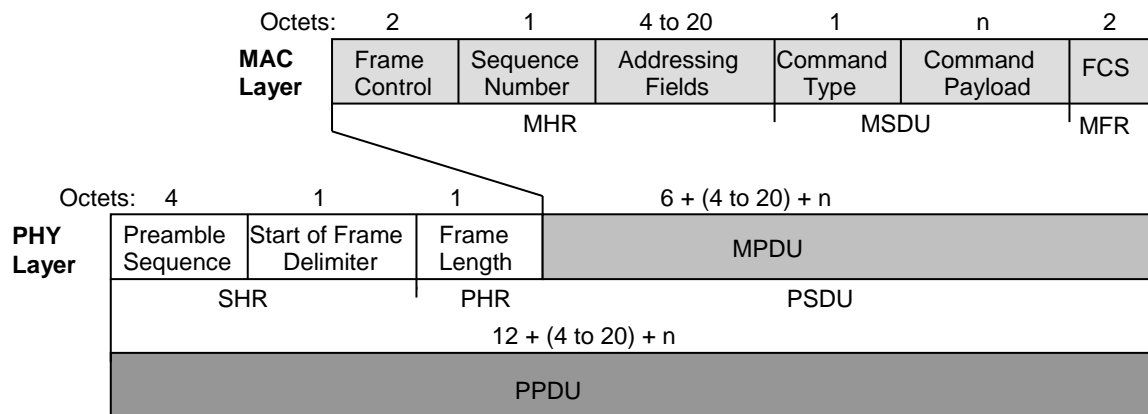 Octets: 2 1 4 to 20 1 n 2
MAC Layer
Frame Control
Sequence Number
Addressing Fields
Command Type
Command Payload
FCS
MHR MSDU MFR
Octets: 4 1 1 6 + (4 to 20) + n
PHY Layer
Preamble Sequence
Start of Frame Delimiter
Frame Length
MPDU
SHR PHR PSDU
12 + (4 to 20) + n
PPDU